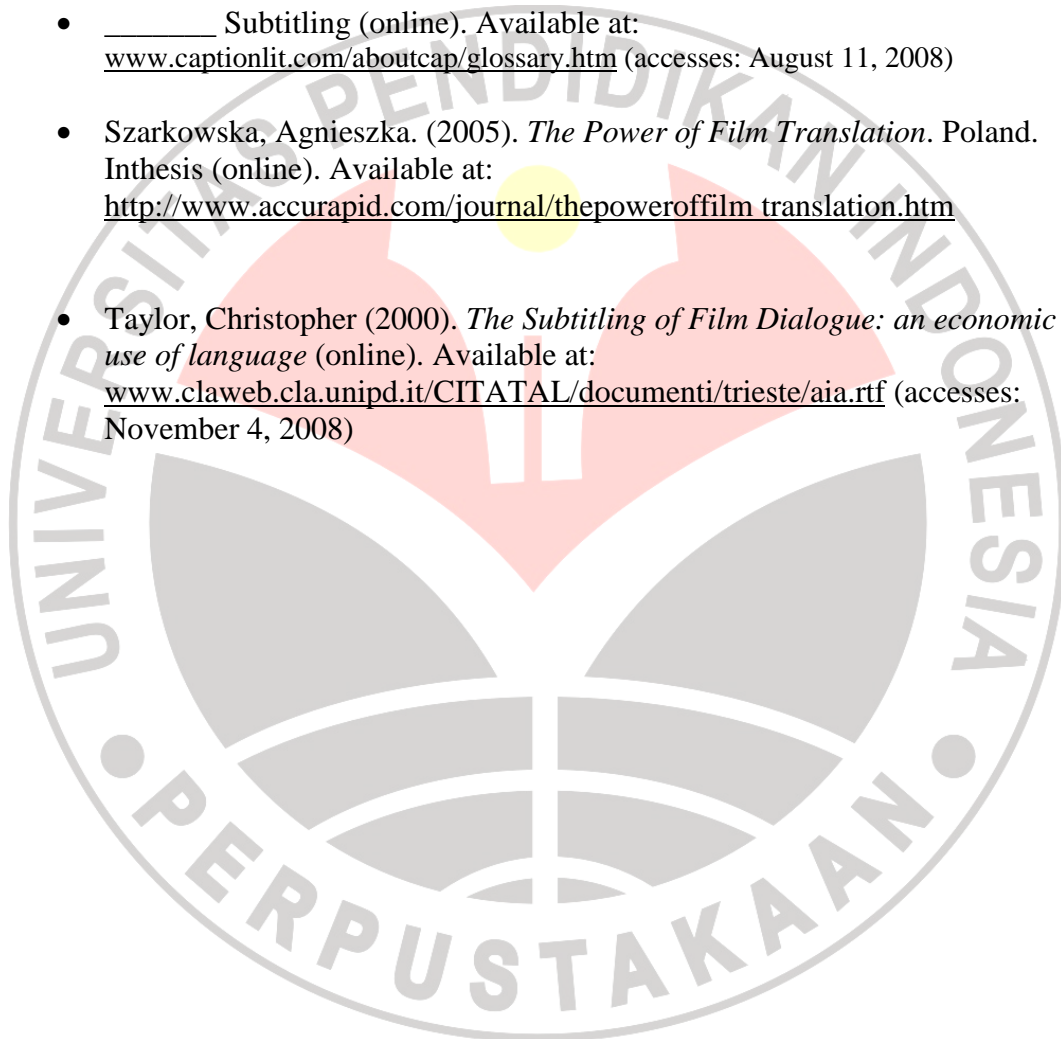 • _______ Subtitling (online). Available at:
www.captionlit.com/aboutcap/glossary.htm (accesses: August 11, 2008)
• Szarkowska, Agnieszka. (2005). The Power of Film Translation. Poland.
Inthesis (online). Available at:
http://www.accurapid.com/journal/thepoweroffilm translation.htm
• Taylor, Christopher (2000). The Subtitling of Film Dialogue: an economic
use of language (online). Available at:
www.claweb.cla.unipd.it/CITATAL/documenti/trieste/aia.rtf (accesses:
November 4, 2008)
UNIVERSITAS PENDIDIKAN INDONESIA
PERPUSTAKAAN